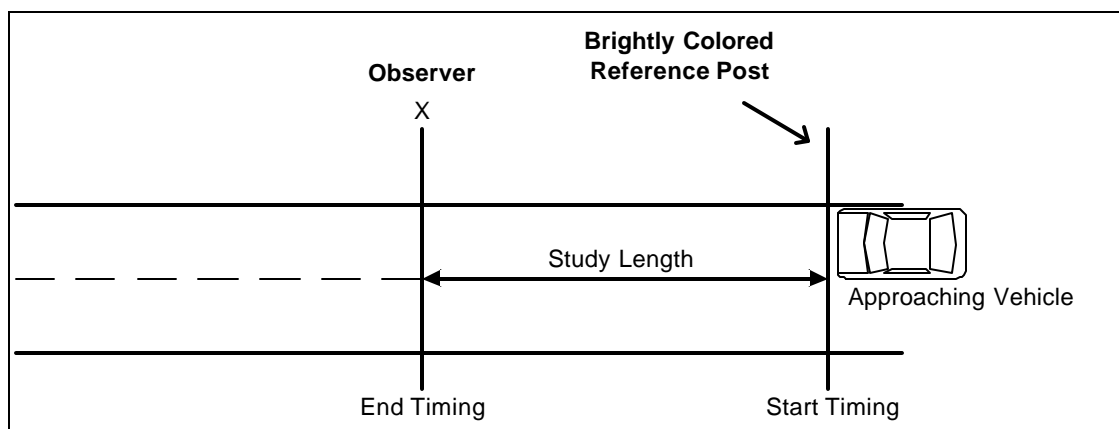 Brightly Colored
Reference Post
Observer
X
Study Length
Approaching Vehicle
End Timing
Start Timing